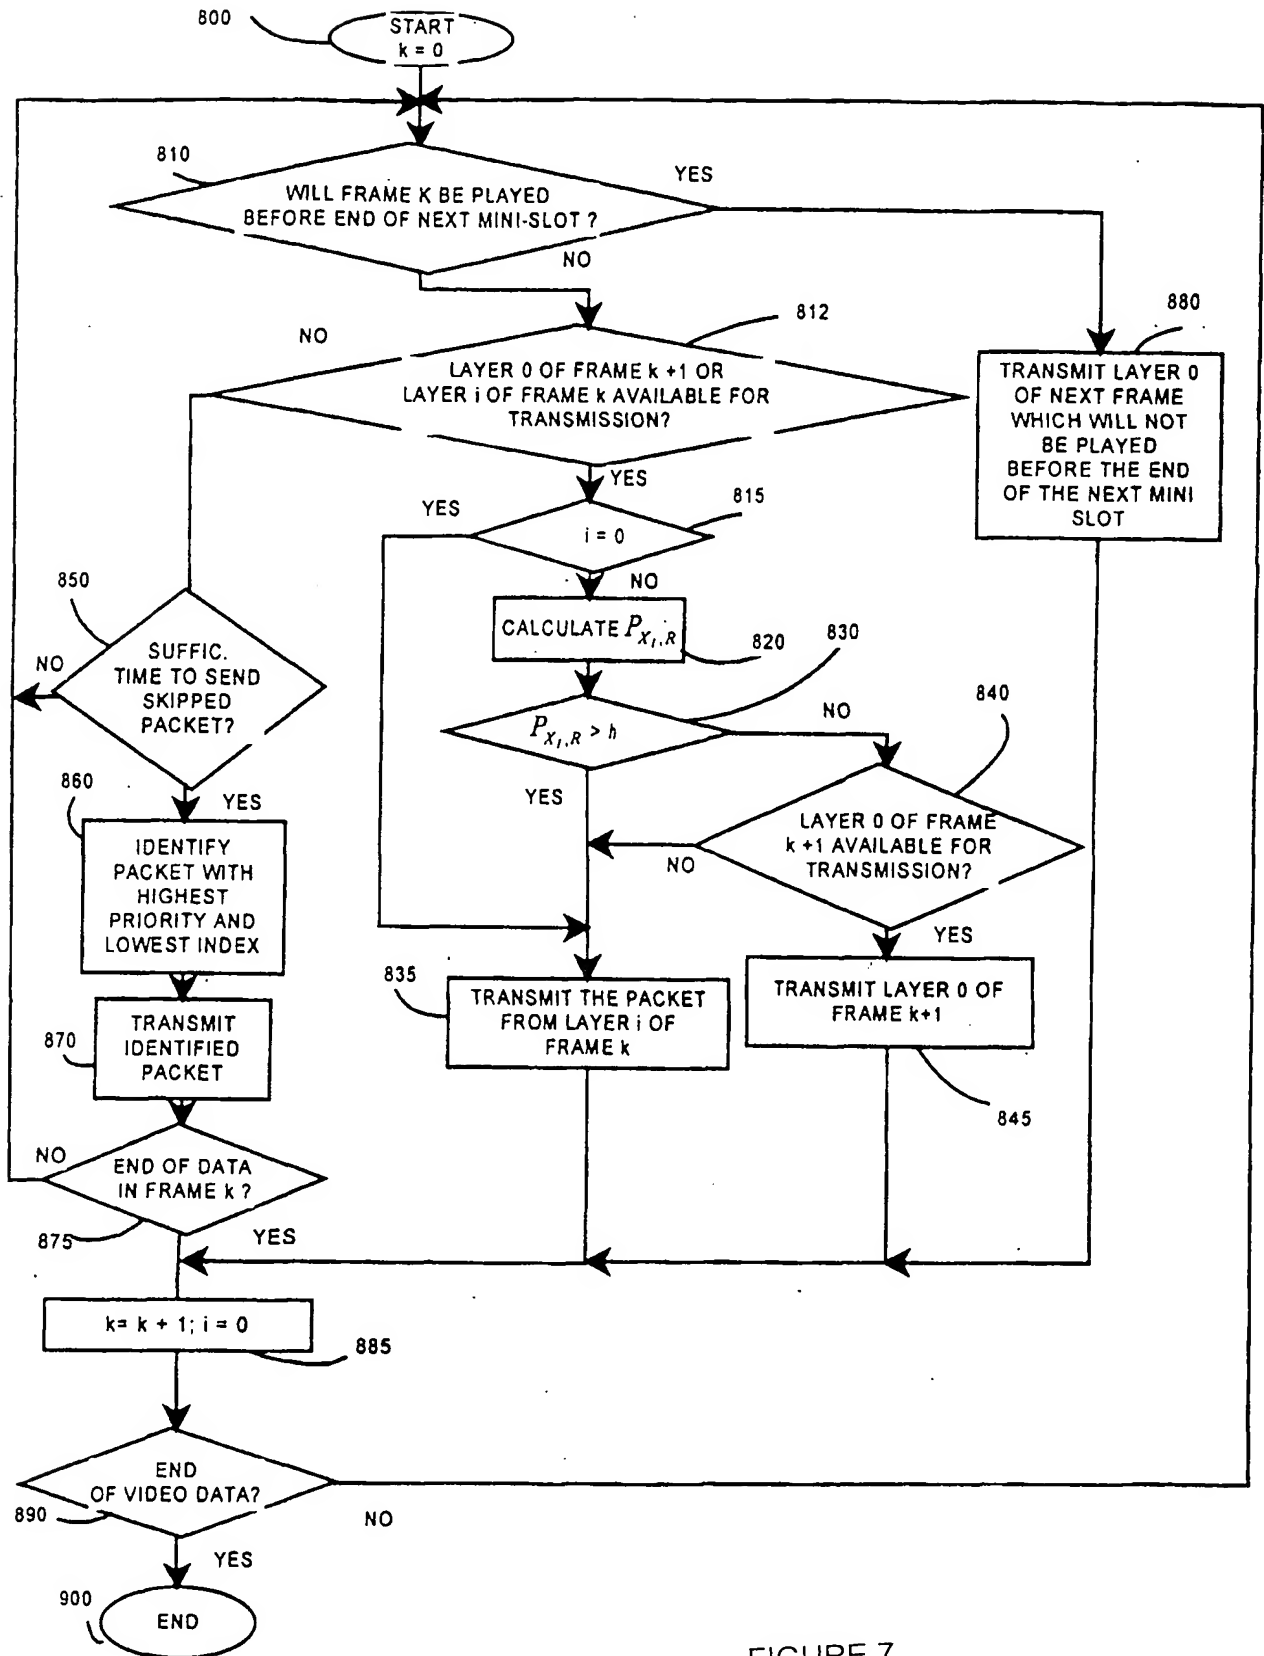 800
START
k = 0
810
YES
WILL FRAME K BE PLAYED
BEFORE END OF NEXT MINI-SLOT ?
NO
812
880
NO
LAYER 0 OF FRAME k +1 OR
LAYER i OF FRAME k AVAILABLE FOR
TRANSMISSION?
TRANSMIT LAYER 0
OF NEXT FRAME
WHICH WILL NOT
BE PLAYED
BEFORE THE END
OF THE NEXT MINI
SLOT
YES
YES
815
i = 0
850
NO
CALCULATE P_{X_i,R}
820
830
SUFFIC.
TIME TO SEND
SKIPPED
PACKET?
NO
P_{X_i,R} > h
NO
840
860
YES
YES
LAYER 0 OF FRAME
k +1 AVAILABLE FOR
TRANSMISSION?
NO
IDENTIFY
PACKET WITH
HIGHEST
PRIORITY AND
LOWEST INDEX
YES
835
TRANSMIT THE PACKET
FROM LAYER i OF
FRAME k
TRANSMIT LAYER 0 OF
FRAME k+1
870
TRANSMIT
IDENTIFIED
PACKET
845
NO
END OF DATA
IN FRAME k ?
875
YES
k= k + 1; i = 0
885
END
OF VIDEO DATA?
890
NO
YES
900
END
FIGURE 7